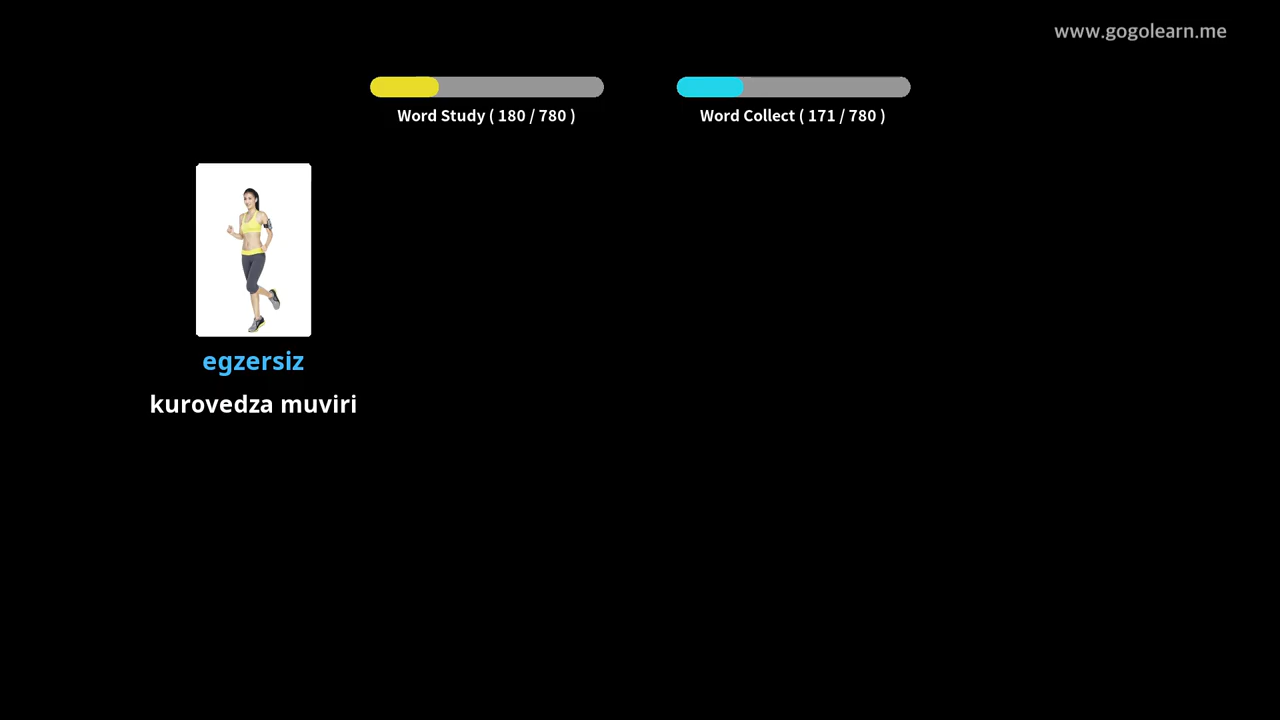 www.gogolearn.me
Word Study ( 180 / 780 )
Word Collect ( 171 / 780 )
egzersiz
kurovedza muviri